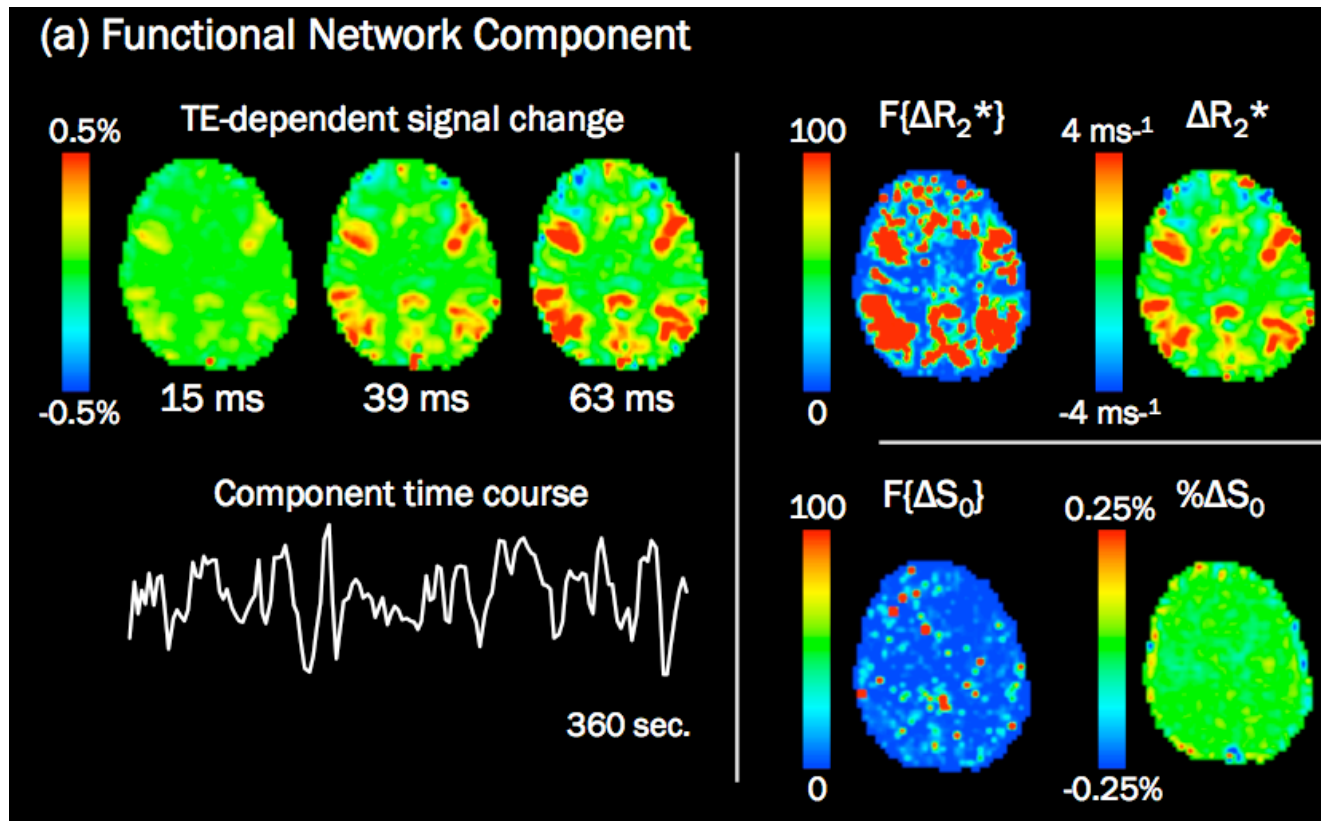 (a) Functional Network Component
TE-dependent signal change
0.5%
-0.5%
15 ms
39 ms
63 ms
Component time course
360 sec.
F{ΔR₂*}
100
0
ΔR₂*
4 ms-¹
-4 ms-¹
F{ΔS₀}
100
0
%ΔS₀
0.25%
-0.25%